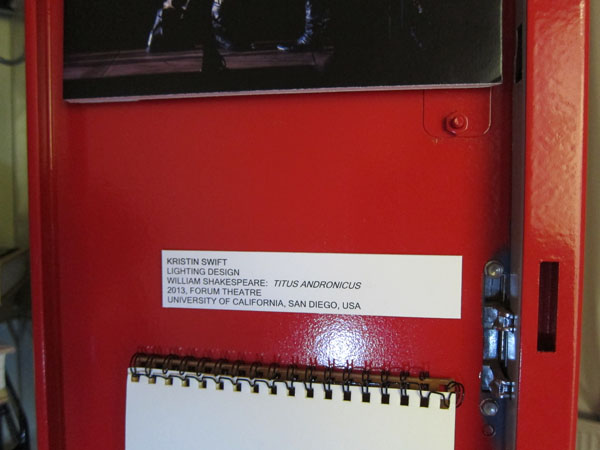 KRISTIN SWIFT
LIGHTING DESIGN
WILLIAM SHAKESPEARE: TITUS ANDRONICUS
2013, FORUM THEATRE
UNIVERSITY OF CALIFORNIA, SAN DIEGO, USA